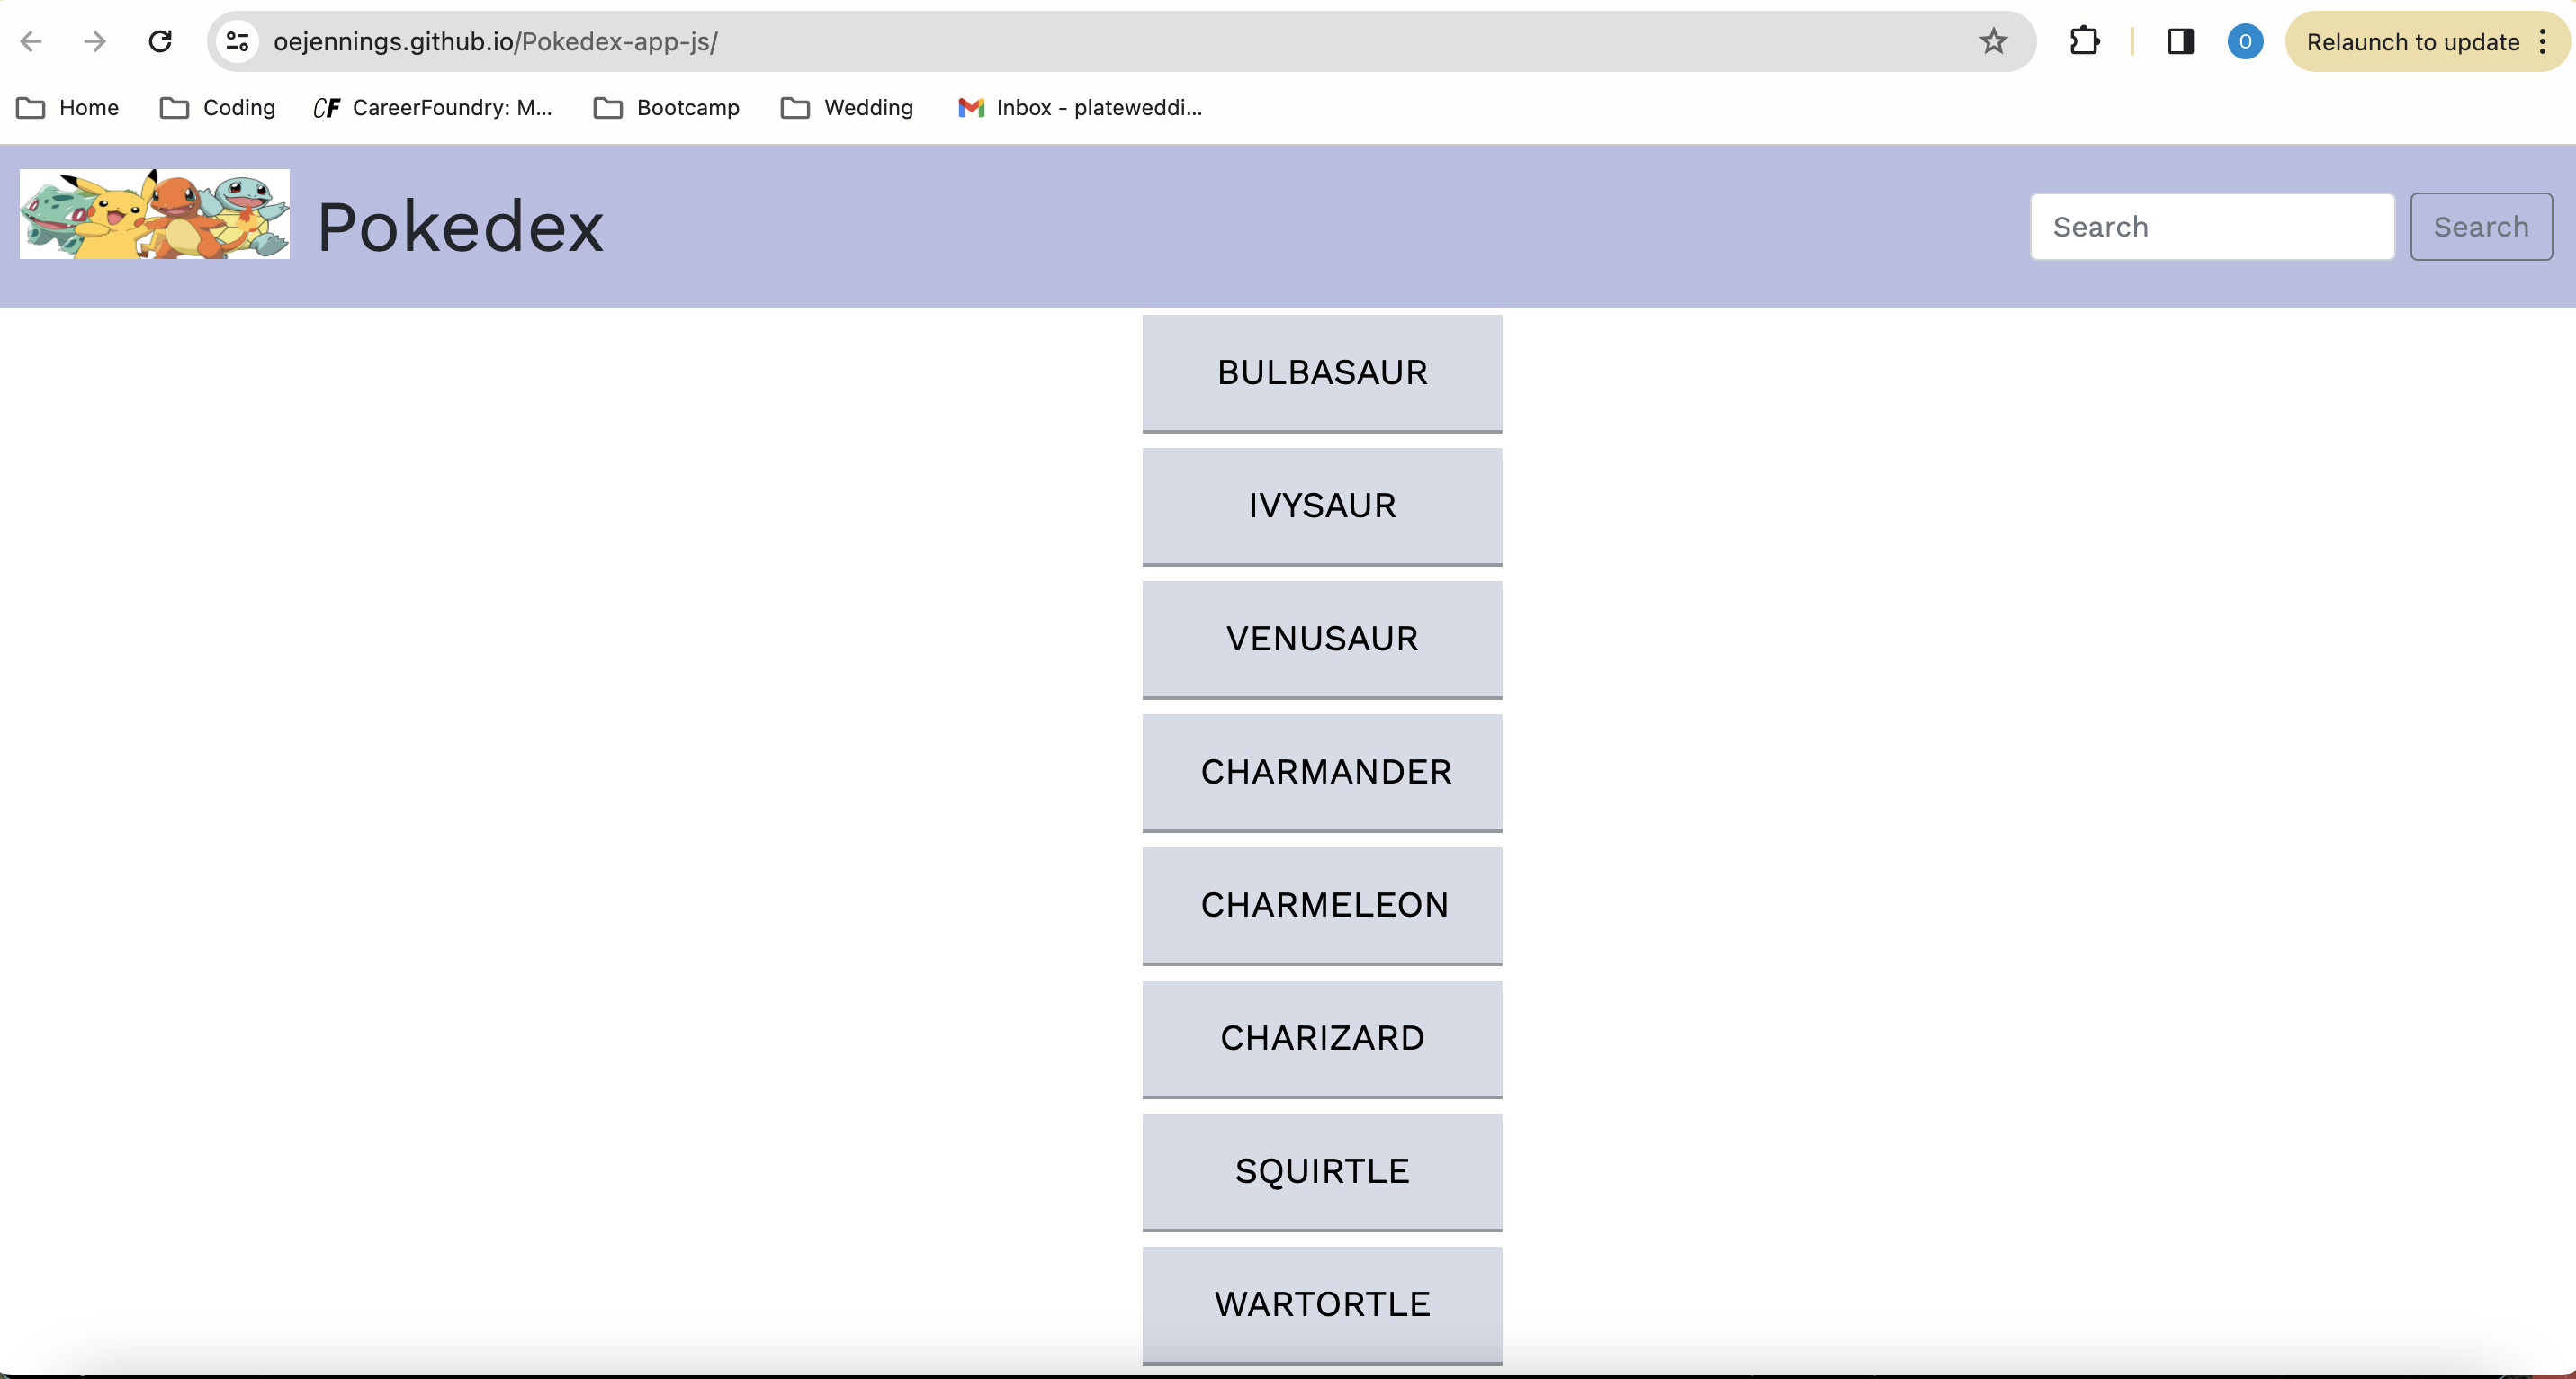 oejennings.github.io/Pokedex-app-js/
O
Relaunch to update
Home Coding CF CareerFoundry: M... Bootcamp Wedding Inbox - plateweddi...
Pokedex
Search Search
BULBASAUR
IVYSAUR
VENUSAUR
CHARMANDER
CHARMELEON
CHARIZARD
SQUIRTLE
WARTORTLE